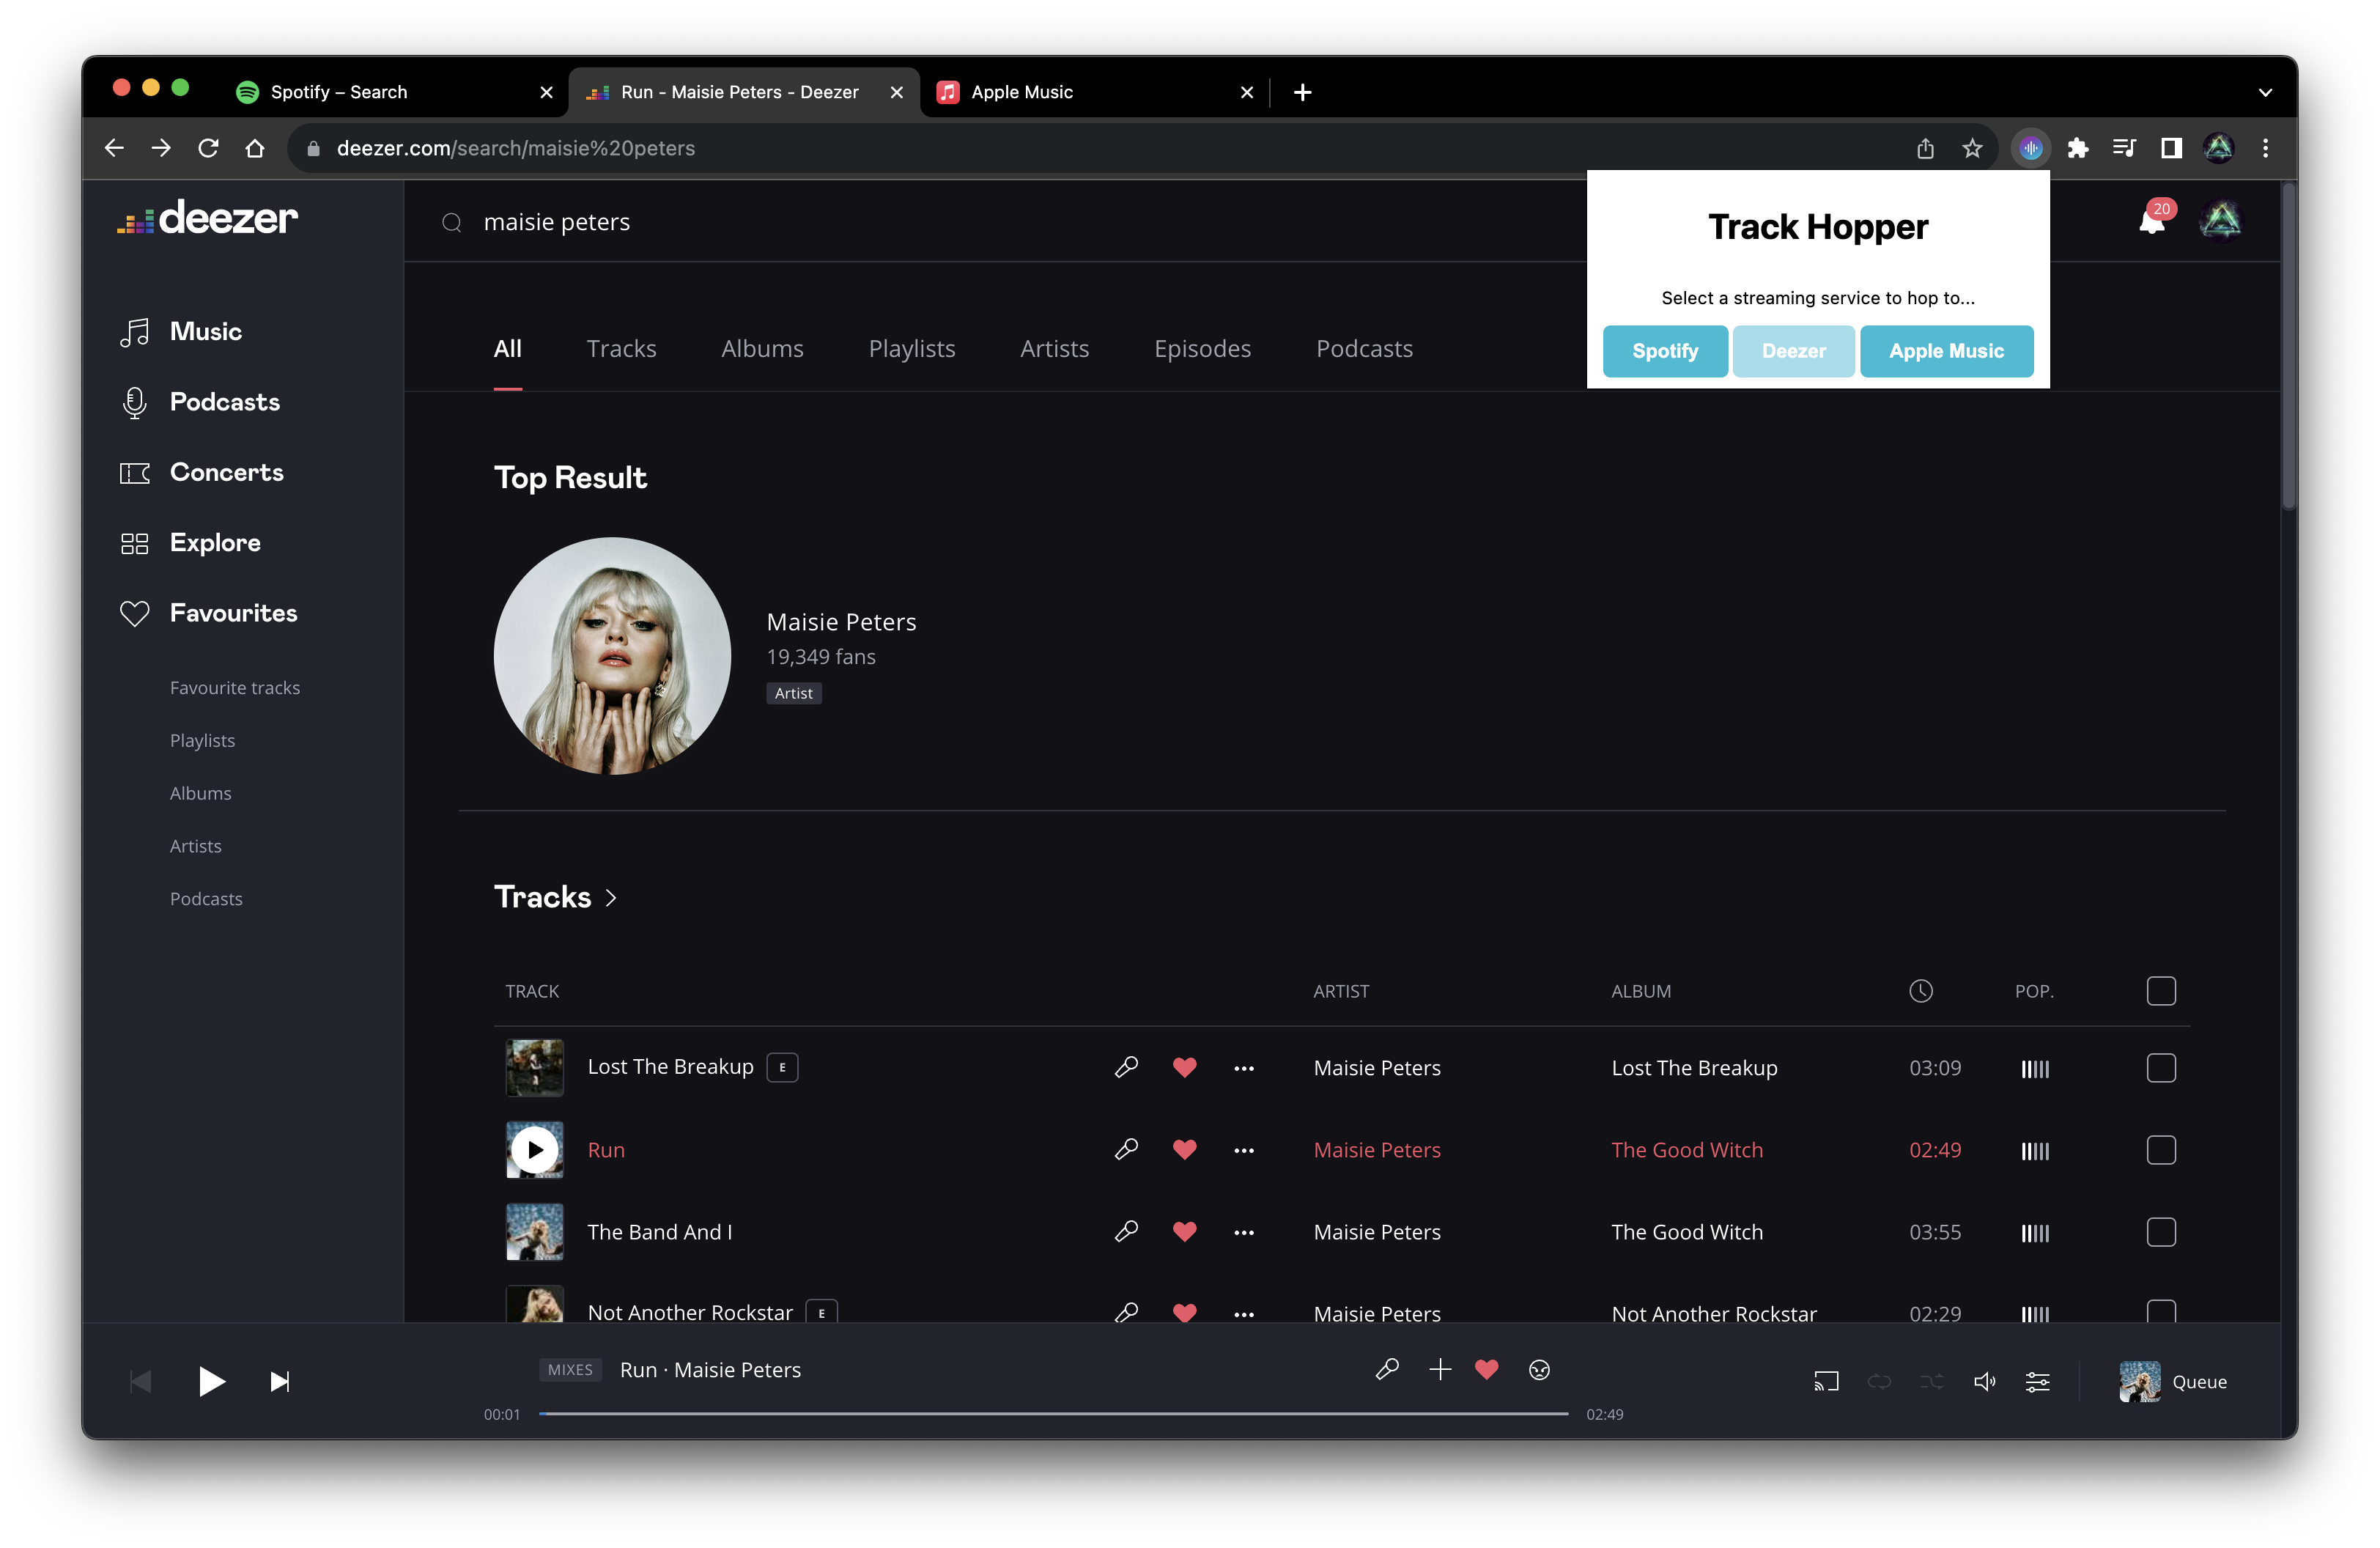 Spotify – Search
Run - Maisie Peters - Deezer
Apple Music
deezer.com/search/maisie%20peters
deezer
maisie peters
20
Track Hopper
Select a streaming service to hop to...
Spotify
Deezer
Apple Music
Music
Podcasts
Concerts
Explore
Favourites
Favourite tracks
Playlists
Albums
Artists
Podcasts
All
Tracks
Albums
Playlists
Artists
Episodes
Podcasts
Top Result
Maisie Peters
19,349 fans
Artist
Tracks
TRACK ARTIST ALBUM POP.
Lost The Breakup E Maisie Peters Lost The Breakup 03:09
Run Maisie Peters The Good Witch 02:49
The Band And I Maisie Peters The Good Witch 03:55
Not Another Rockstar E Maisie Peters Not Another Rockstar 02:29
MIXES Run · Maisie Peters
00:01 02:49
Queue